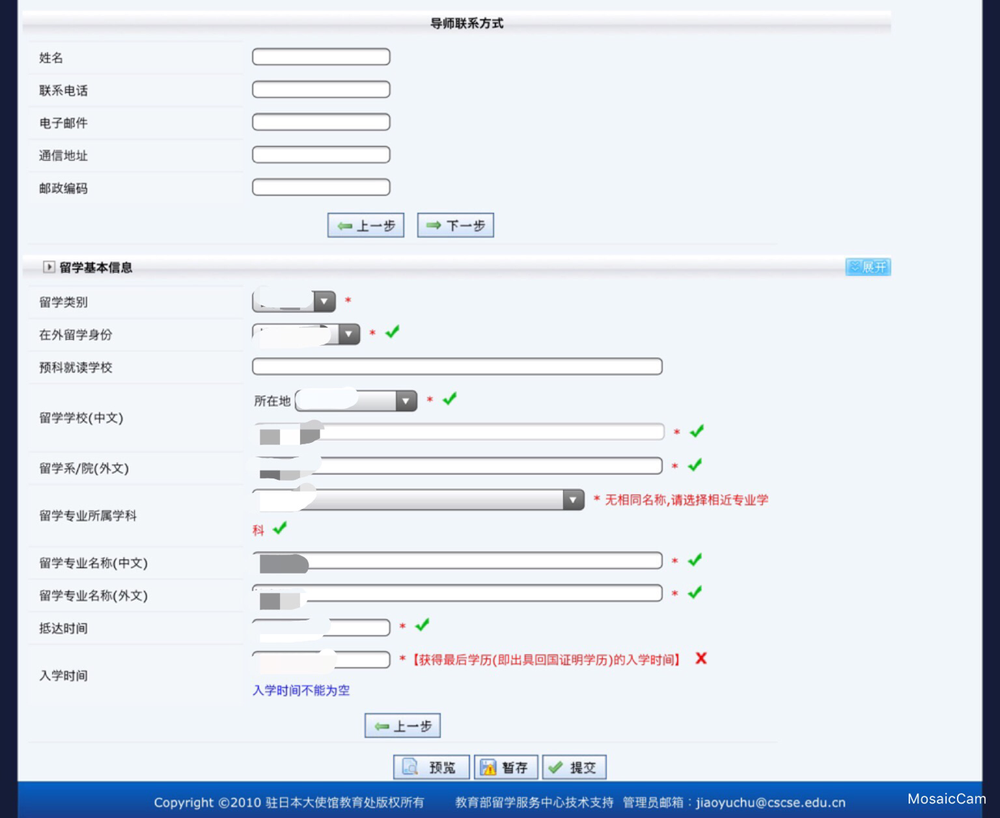 导师联系方式
姓名
联系电话
电子邮件
通信地址
邮政编码
上一步 下一步
留学基本信息 展开
留学类别 *
在外留学身份 *
预科就读学校
留学学校(中文) 所在地 *
*
留学系/院(外文) *
留学专业所属学科 * 无相同名称,请选择相近专业学
科
留学专业名称(中文) *
留学专业名称(外文) *
抵达时间 *
入学时间 *【获得最后学历(即出具回国证明学历)的入学时间】 X
入学时间不能为空
上一步
预览 暂存 提交
Copyright ©2010 驻日本大使馆教育处版权所有 教育部留学服务中心技术支持 管理员邮箱：jiaoyuchu@cscse.edu.cn
MosaicCam